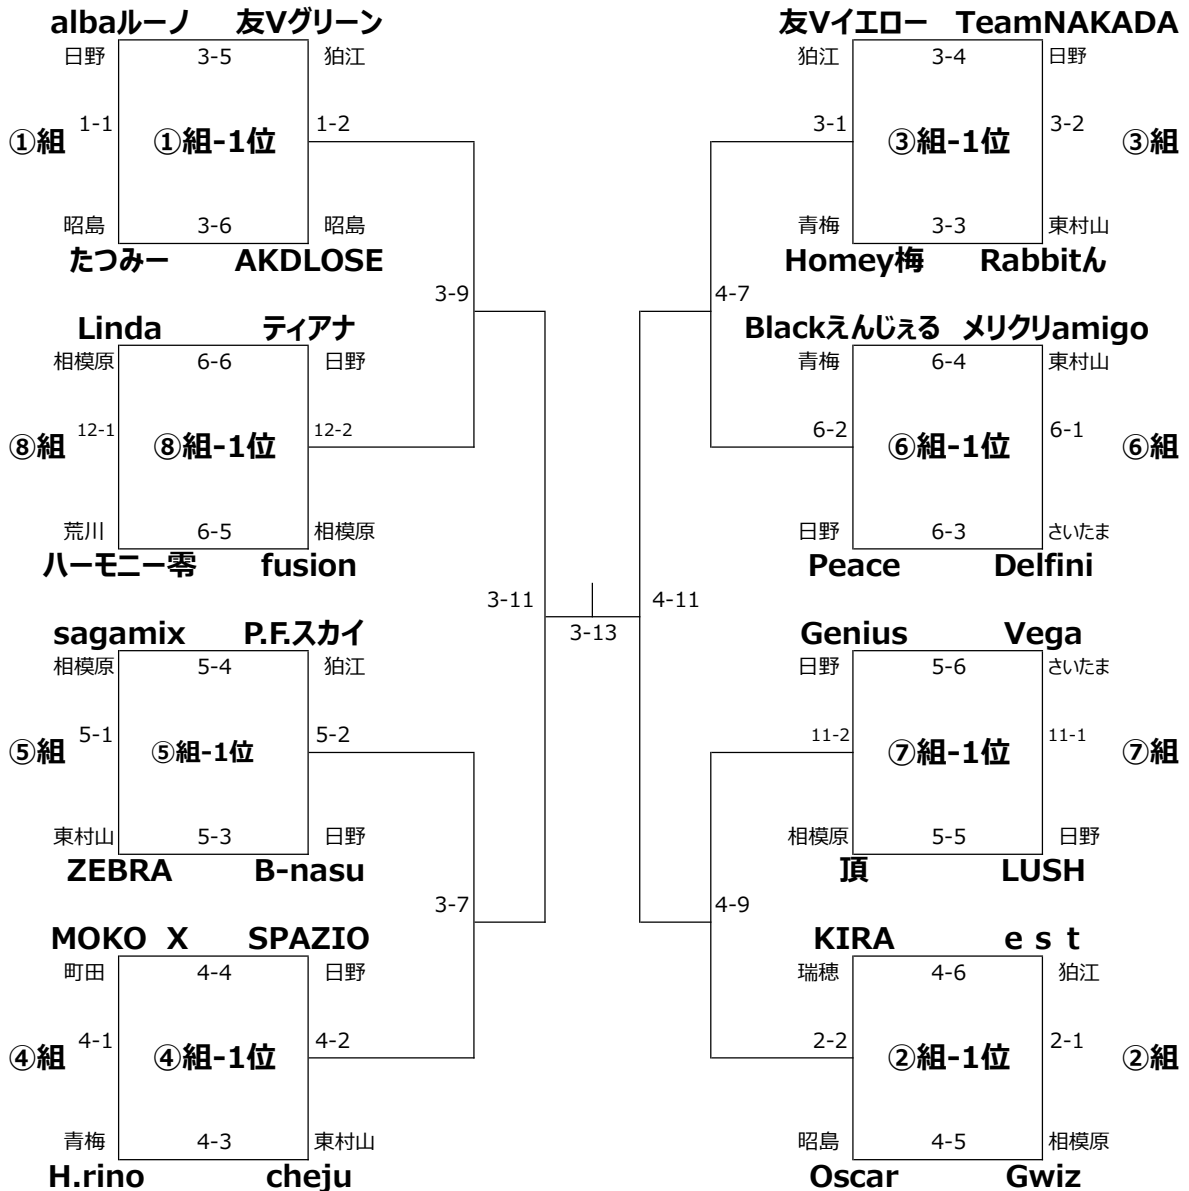 albaルーノ 友Vグリーン 友Vイエロー TeamNAKADA
日野 3-5 狛江 狛江 3-4 日野
①組 1-1 ①組-1位 1-2 3-1 ③組-1位 3-2 ③組
昭島 3-6 昭島 青梅 3-3 東村山
たつみー AKDLOSE Homey梅 Rabbitん
3-9 4-7
Linda ティアナ Blackえんじぇる メリクリamigo
相模原 6-6 日野 青梅 6-4 東村山
⑧組 12-1 ⑧組-1位 12-2 6-2 ⑥組-1位 6-1 ⑥組
荒川 6-5 相模原 日野 6-3 さいたま
ハーモニー零 fusion Peace Delfini
3-11 4-11
3-13
sagamix P.F.スカイ Genius Vega
相模原 5-4 狛江 日野 5-6 さいたま
⑤組 5-1 ⑤組-1位 5-2 11-2 ⑦組-1位 11-1 ⑦組
東村山 5-3 日野 相模原 5-5 日野
ZEBRA B-nasu 頂 LUSH
3-7 4-9
MOKO X SPAZIO KIRA ｅｓｔ
町田 4-4 日野 瑞穂 4-6 狛江
④組 4-1 ④組-1位 4-2 2-2 ②組-1位 2-1 ②組
青梅 4-3 東村山 昭島 4-5 相模原
H.rino cheju Oscar Gwiz